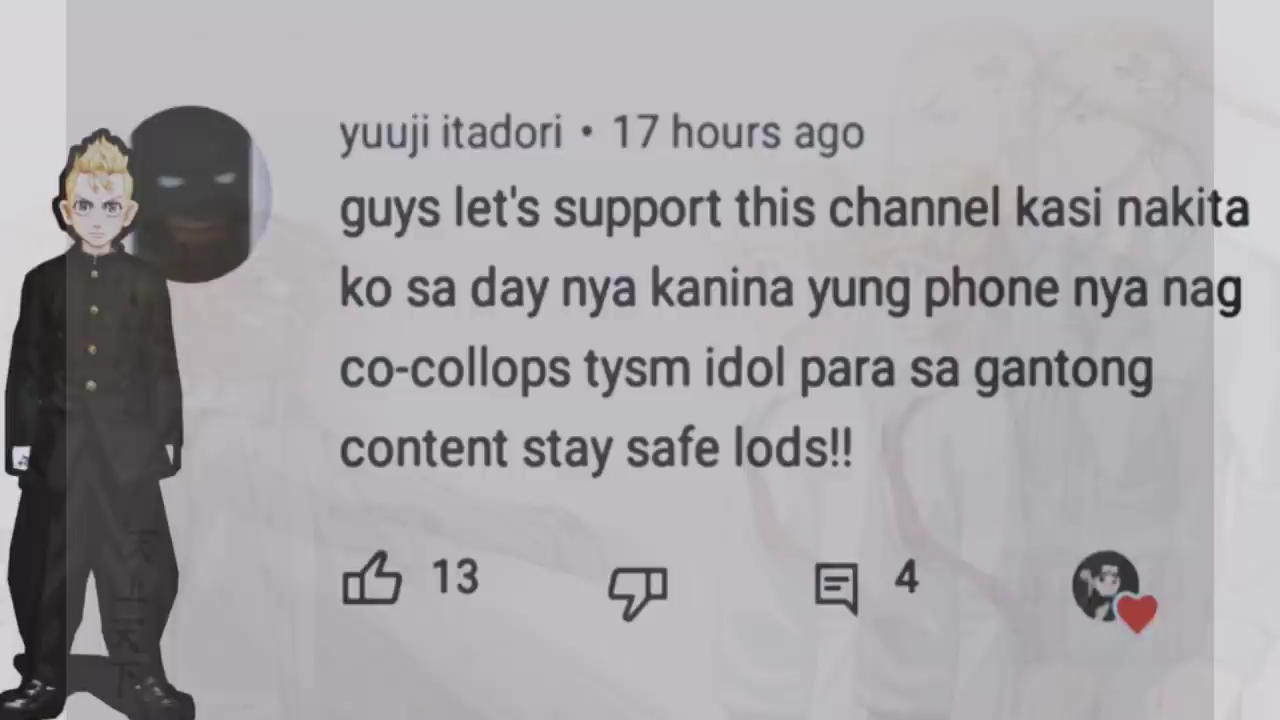 yuuji itadori • 17 hours ago
guys let's support this channel kasi nakita
ko sa day nya kanina yung phone nya nag
co-collops tysm idol para sa gantong
content stay safe lods!!
13
4